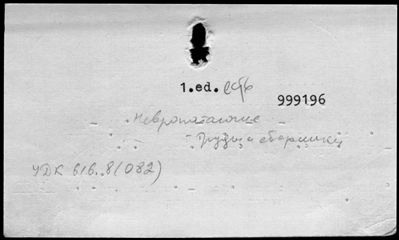 1.ed.
999196
Невропатология
- Труды и сборники
УДК 616.8(082)